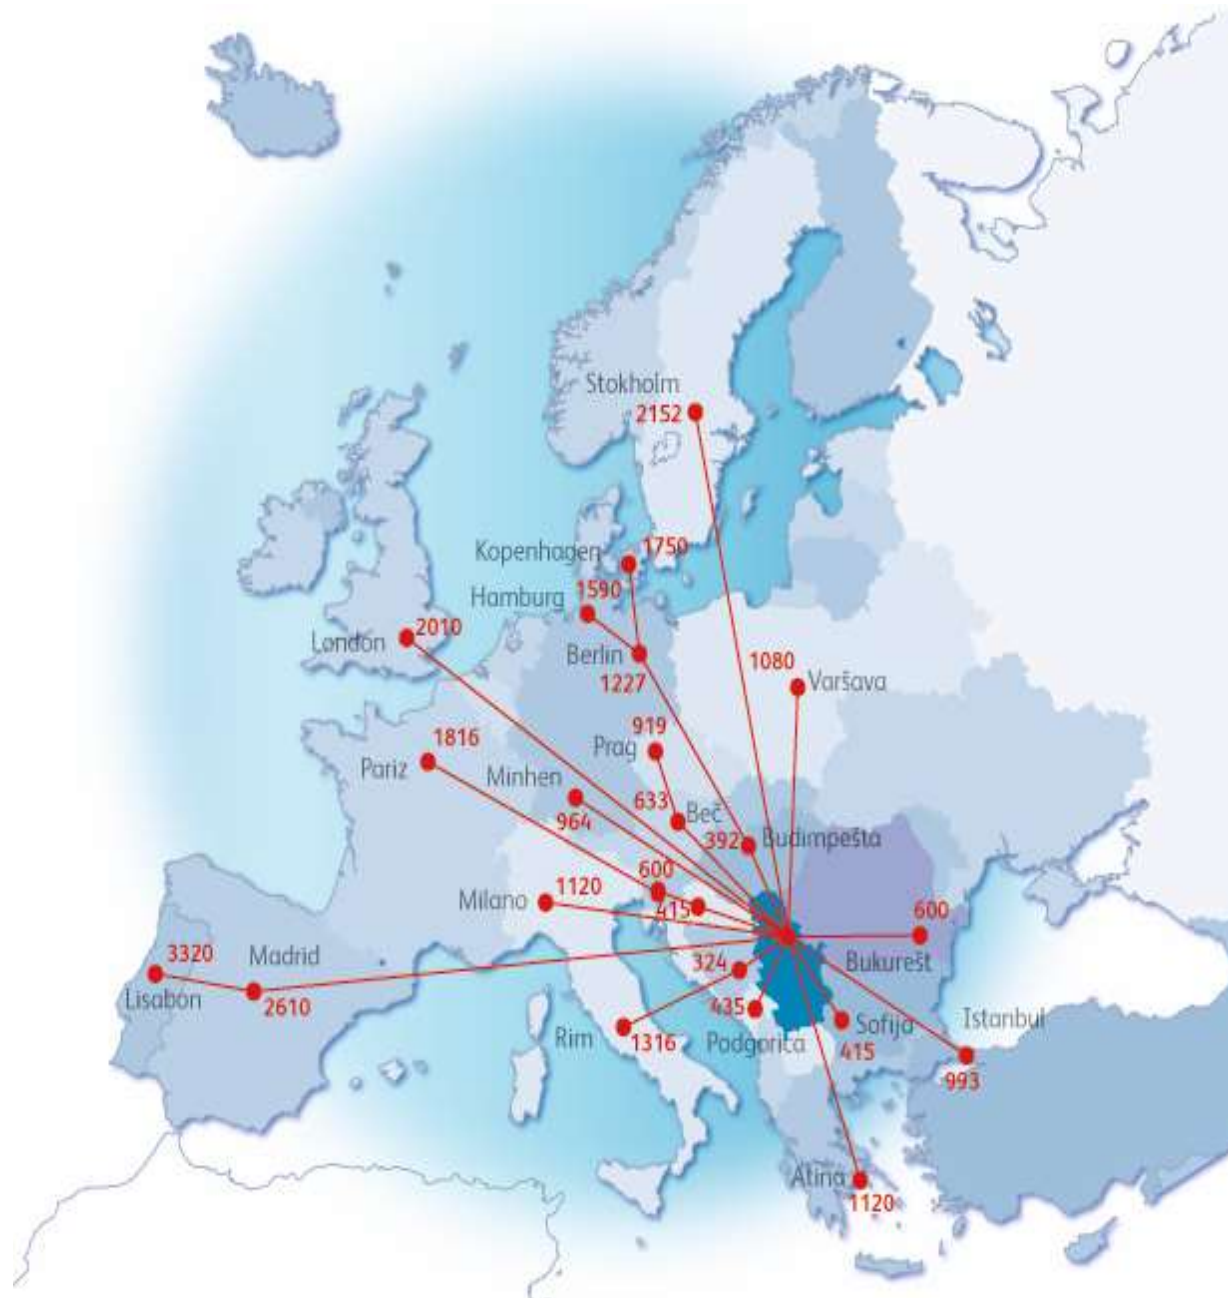 Stokholm
2152
Kopenhagen
1750
1590
Hamburg
London
2010
Berlin
1227
1080
Varšava
919
Prag
1816
Pariz
Minhen
964
633
Beč
392
Budimpešta
600
1120
Milano
415
600
Bukurešt
3320
Lisabon
Madrid
2610
324
435
Podgorica
Rim
1316
Sofija
415
Istanbul
993
Atina
1120